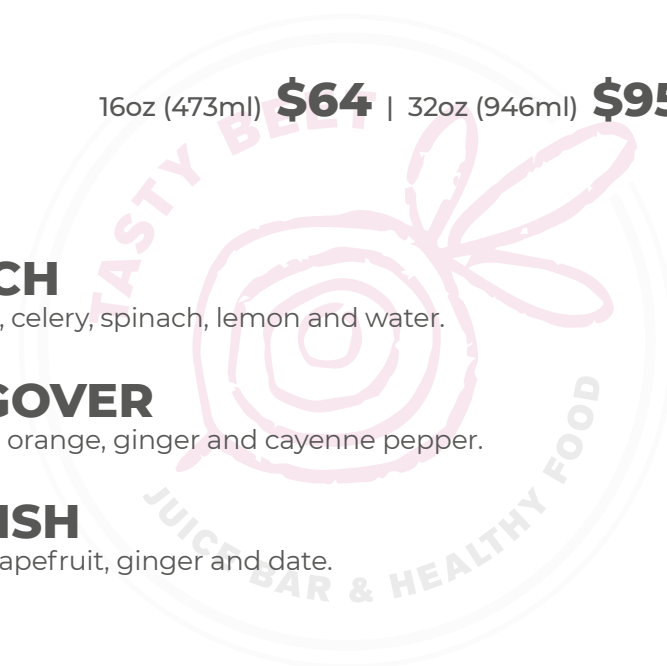 16oz (473ml) $64 | 32oz (946ml) $95
TASTY BEET
CH
, celery, spinach, lemon and water.
GOVER
orange, ginger and cayenne pepper.
ISH
apefruit, ginger and date.
JUICE BAR & HEALTHY FOOD